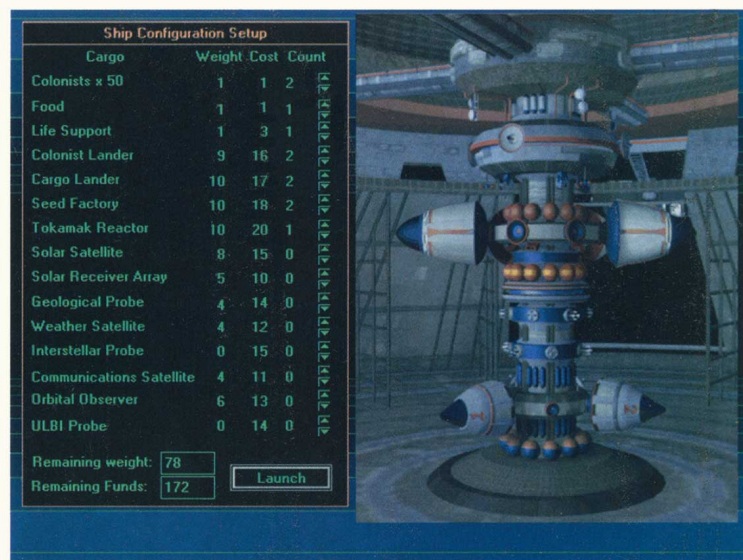 Ship Configuration Setup
Cargo Weight Cost Count
Colonists x 50 1 1 2
Food 1 1 1
Life Support 1 3 1
Colonist Lander 9 16 2
Cargo Lander 10 17 2
Seed Factory 10 18 2
Tokamak Reactor 10 20 1
Solar Satellite 8 15 0
Solar Receiver Array 5 10 0
Geological Probe 4 14 0
Weather Satellite 4 12 0
Interstellar Probe 0 15 0
Communications Satellite 4 11 0
Orbital Observer 6 13 0
ULBI Probe 0 14 0
Remaining weight: 78
Remaining Funds: 172
Launch